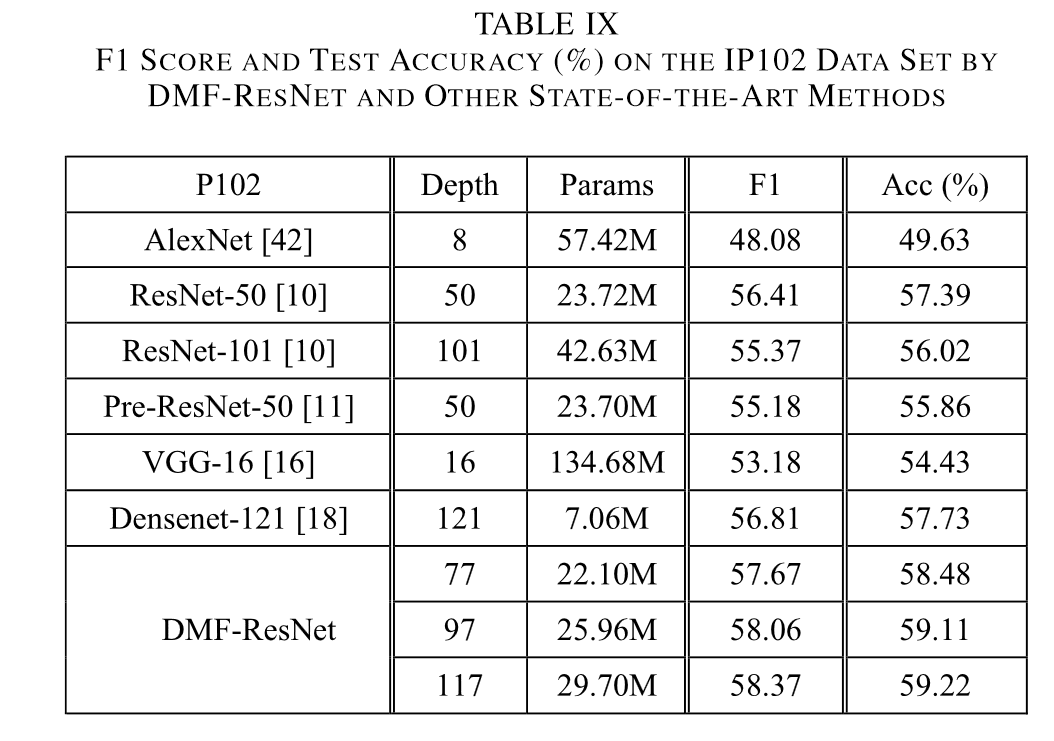 TABLE IX
F1 SCORE AND TEST ACCURACY (%) ON THE IP102 DATA SET BY
DMF-RESNET AND OTHER STATE-OF-THE-ART METHODS
P102 Depth Params F1 Acc (%)
AlexNet [42] 8 57.42M 48.08 49.63
ResNet-50 [10] 50 23.72M 56.41 57.39
ResNet-101 [10] 101 42.63M 55.37 56.02
Pre-ResNet-50 [11] 50 23.70M 55.18 55.86
VGG-16 [16] 16 134.68M 53.18 54.43
Densenet-121 [18] 121 7.06M 56.81 57.73
77 22.10M 57.67 58.48
DMF-ResNet 97 25.96M 58.06 59.11
117 29.70M 58.37 59.22